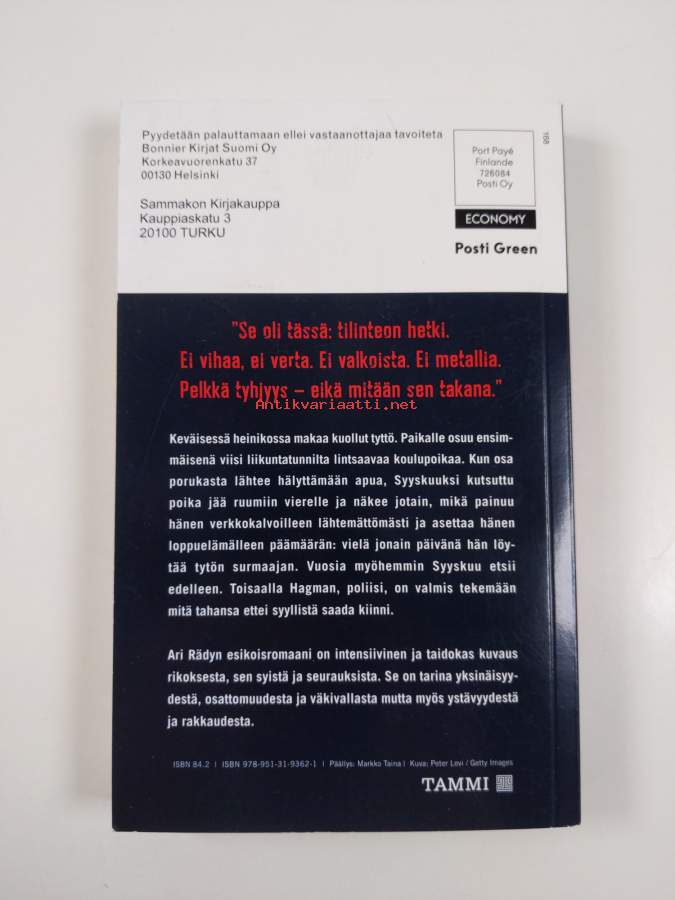 Pyydetään palauttamaan ellei vastaanottajaa tavoiteta
Bonnier Kirjat Suomi Oy
Korkeavuorenkatu 37
00130 Helsinki
Sammakon Kirjakauppa
Kauppiaskatu 3
20100 TURKU
Port Payé
Finlande
726084
Posti Oy
168
ECONOMY
Posti Green
"Se oli tässä: tilinteon hetki.
Ei vihaa, ei verta. Ei valkoista. Ei metallia.
Pelkkä tyhjyys – eikä mitään sen takana."
Antikvariaatti.net
Keväisessä heinikossa makaa kuollut tyttö. Paikalle osuu ensim-
mäisenä viisi liikuntatunnilta lintsaavaa koulupoikaa. Kun osa
porukasta lähtee hälyttämään apua, Syyskuuksi kutsuttu
poika jää ruumiin vierelle ja näkee jotain, mikä painuu
hänen verkkokalvoilleen lähtemättömästi ja asettaa hänen
loppuelämälleen päämäärän: vielä jonain päivänä hän löy-
tää tytön surmaajan. Vuosia myöhemmin Syyskuu etsii
edelleen. Toisaalla Hagman, poliisi, on valmis tekemään
mitä tahansa ettei syyllistä saada kiinni.
Ari Rädyn esikoisromaani on intensiivinen ja taidokas kuvaus
rikoksesta, sen syistä ja seurauksista. Se on tarina yksinäisyy-
destä, osattomuudesta ja väkivallasta mutta myös ystävyydestä
ja rakkaudesta.
ISBN 84.2 | ISBN 978-951-31-9362-1 | Päällys: Markko Taina | Kuva: Peter Levi / Getty Images
TAMMI